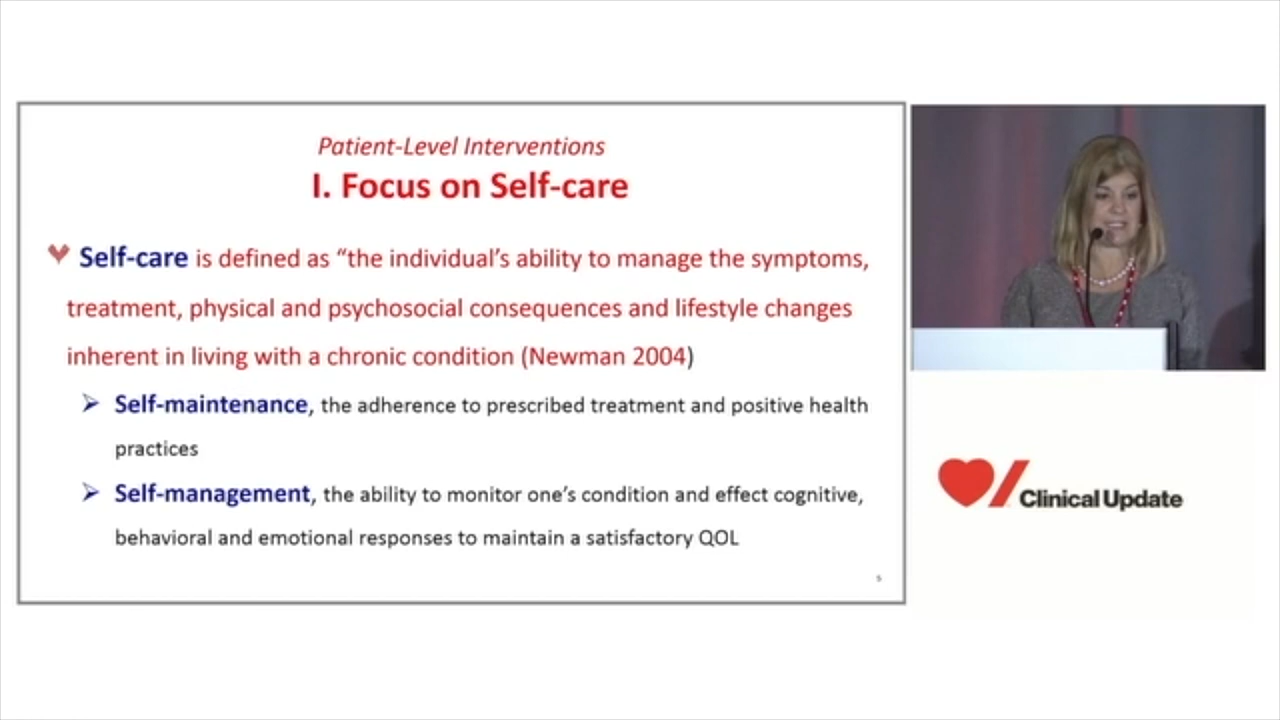 Patient-Level Interventions
I. Focus on Self-care
Self-care is defined as “the individual’s ability to manage the symptoms,
treatment, physical and psychosocial consequences and lifestyle changes
inherent in living with a chronic condition (Newman 2004)
Self-maintenance, the adherence to prescribed treatment and positive health
practices
Self-management, the ability to monitor one’s condition and effect cognitive,
behavioral and emotional responses to maintain a satisfactory QOL
5
Clinical Update